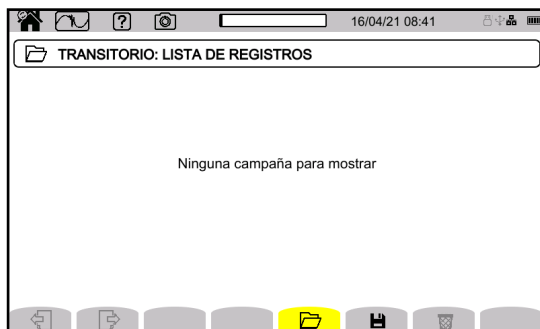 ?
16/04/21 08:41
TRANSITORIO: LISTA DE REGISTROS
Ninguna campaña para mostrar